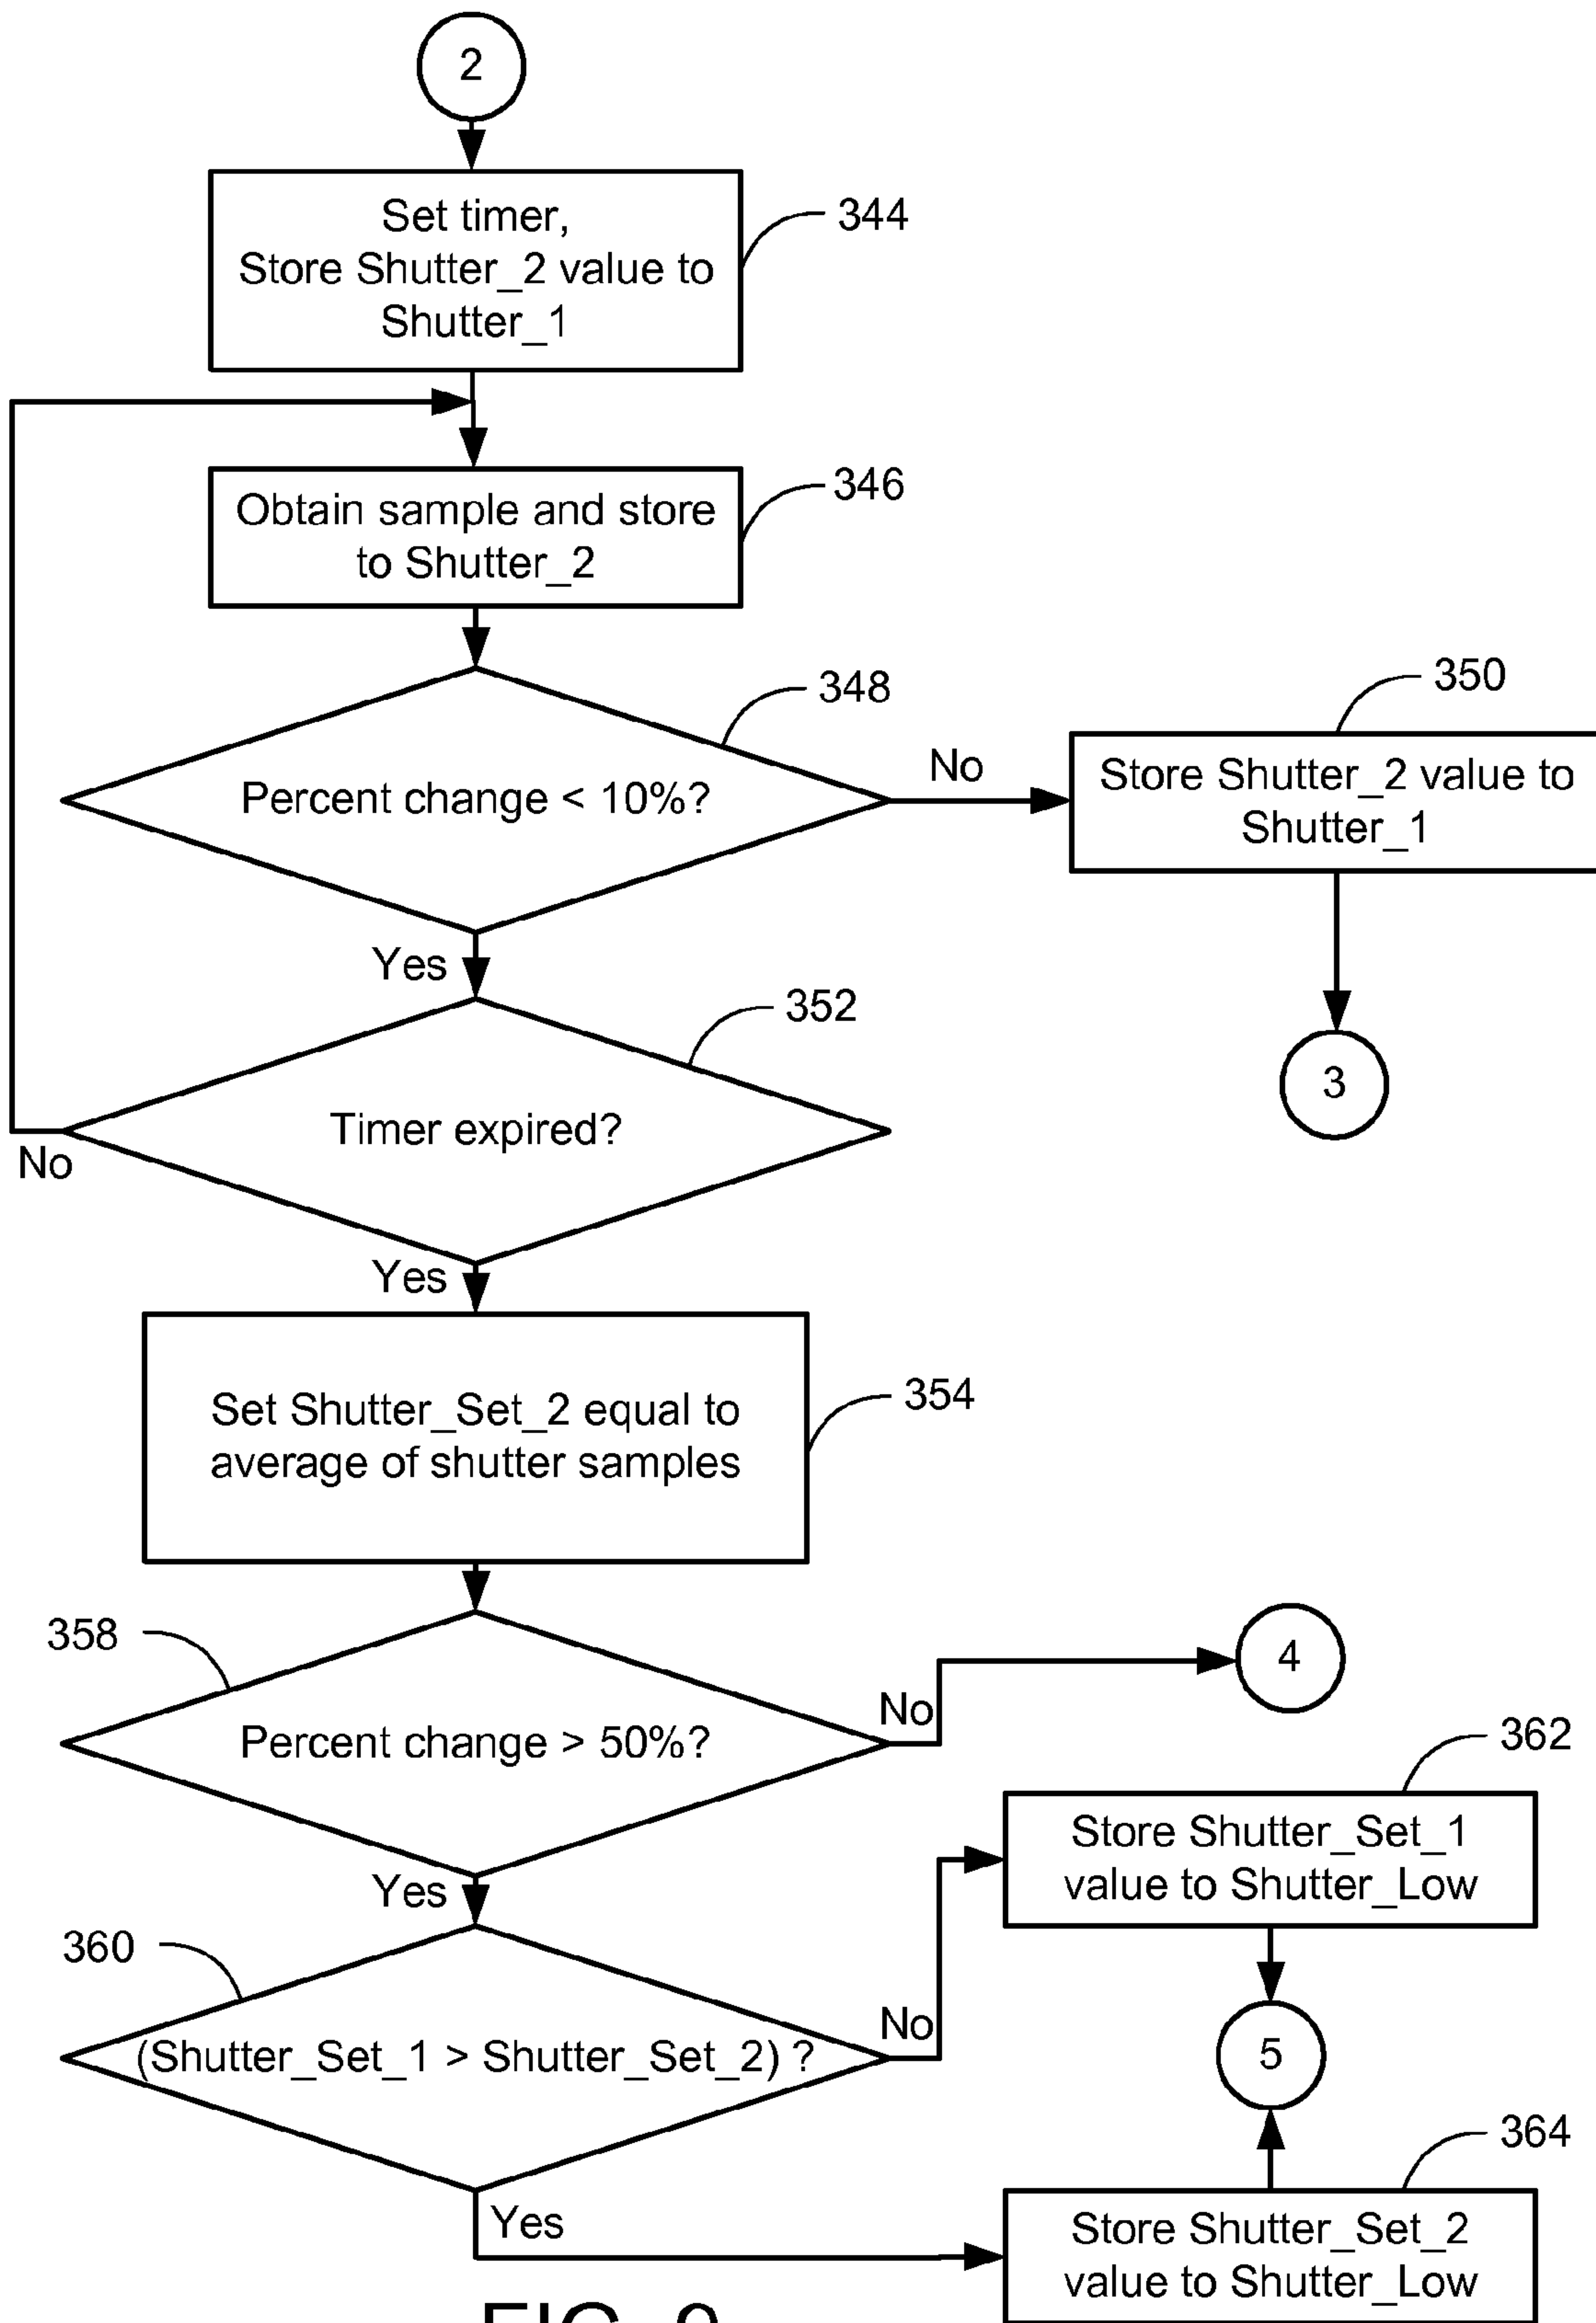 2
Set timer,
Store Shutter_2 value to
Shutter_1
344
Obtain sample and store
to Shutter_2
346
Percent change < 10%?
348
No
Store Shutter_2 value to
Shutter_1
350
3
Yes
Timer expired?
352
No
Yes
Set Shutter_Set_2 equal to
average of shutter samples
354
Percent change > 50%?
358
No
4
Yes
(Shutter_Set_1 > Shutter_Set_2) ?
360
No
Store Shutter_Set_1
value to Shutter_Low
362
5
Yes
Store Shutter_Set_2
value to Shutter_Low
364
FIG.